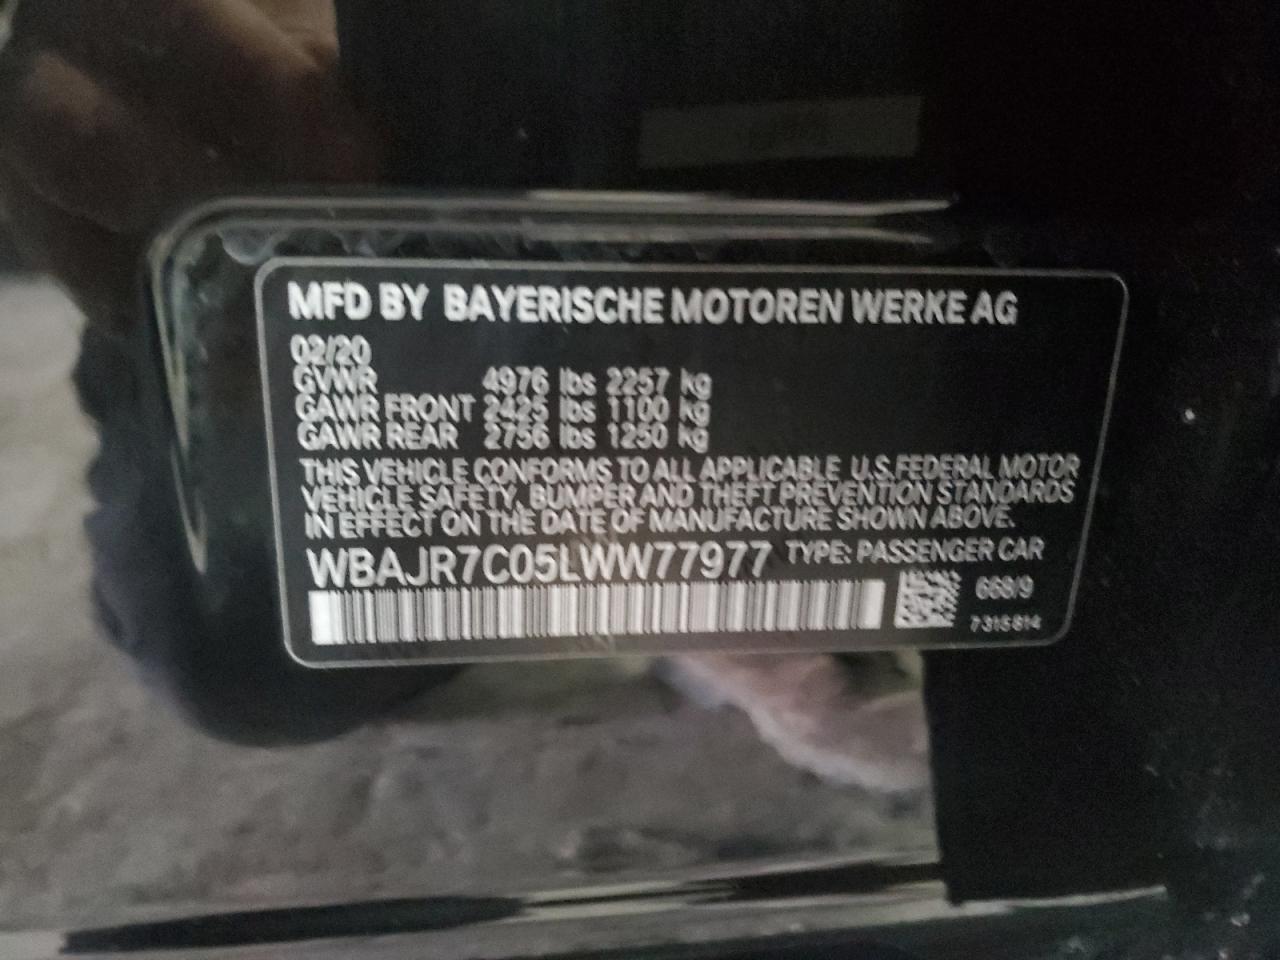 MFD BY BAYERISCHE MOTOREN WERKE AG
02/20
GVWR 4976 lbs 2257 kg
GAWR FRONT 2425 lbs 1100 kg
GAWR REAR 2756 lbs 1250 kg
THIS VEHICLE CONFORMS TO ALL APPLICABLE U.S.FEDERAL MOTOR
VEHICLE SAFETY, BUMPER AND THEFT PREVENTION STANDARDS
IN EFFECT ON THE DATE OF MANUFACTURE SHOWN ABOVE.
WBAJR7C05LWW77977 TYPE: PASSENGER CAR
668/9
7315814